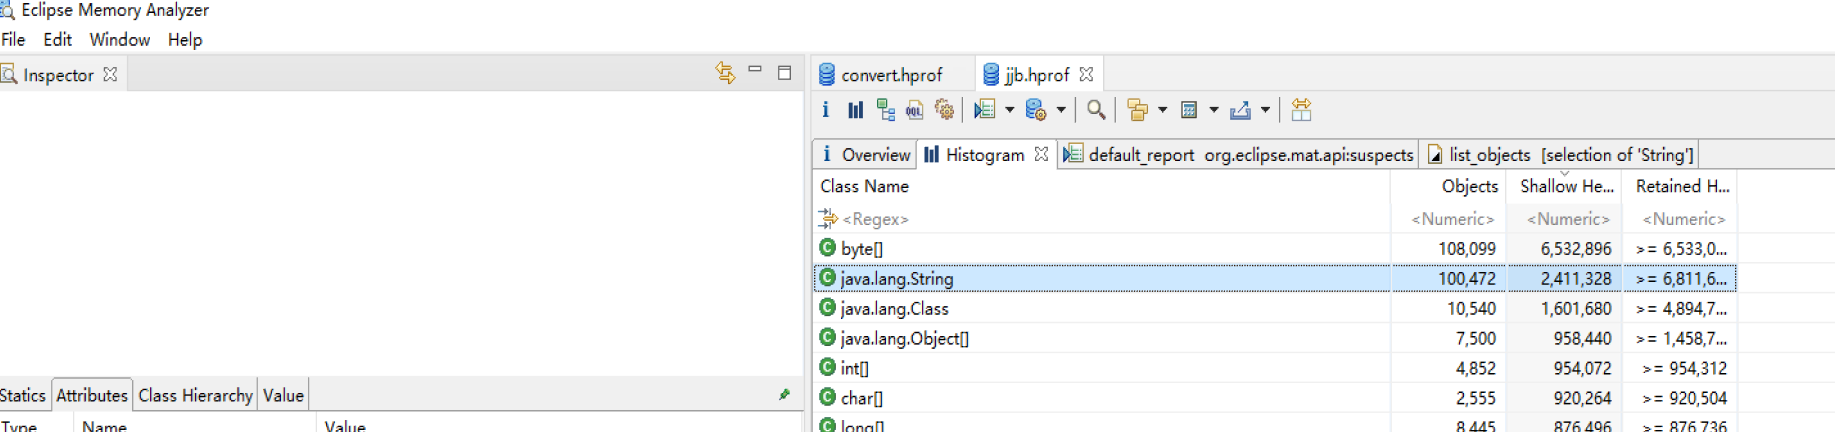 Eclipse Memory Analyzer
File Edit Window Help
Inspector
convert.hprof jjb.hprof
i OQL
i Overview Histogram default_report org.eclipse.mat.api:suspects list_objects [selection of 'String']
Class Name Objects Shallow He... Retained H...
<Regex> <Numeric> <Numeric> <Numeric>
C byte[] 108,099 6,532,896 >= 6,533,0...
C java.lang.String 100,472 2,411,328 >= 6,811,6...
C java.lang.Class 10,540 1,601,680 >= 4,894,7...
C java.lang.Object[] 7,500 958,440 >= 1,458,7...
C int[] 4,852 954,072 >= 954,312
C char[] 2,555 920,264 >= 920,504
C long[] 8,445 876,496 >= 876,736
Statics Attributes Class Hierarchy Value
Type Name Value